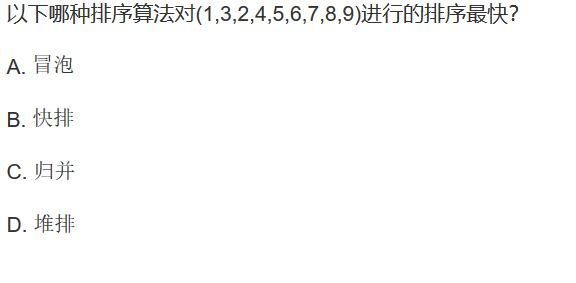 以下哪种排序算法对(1,3,2,4,5,6,7,8,9)进行的排序最快?
A. 冒泡
B. 快排
C. 归并
D. 堆排